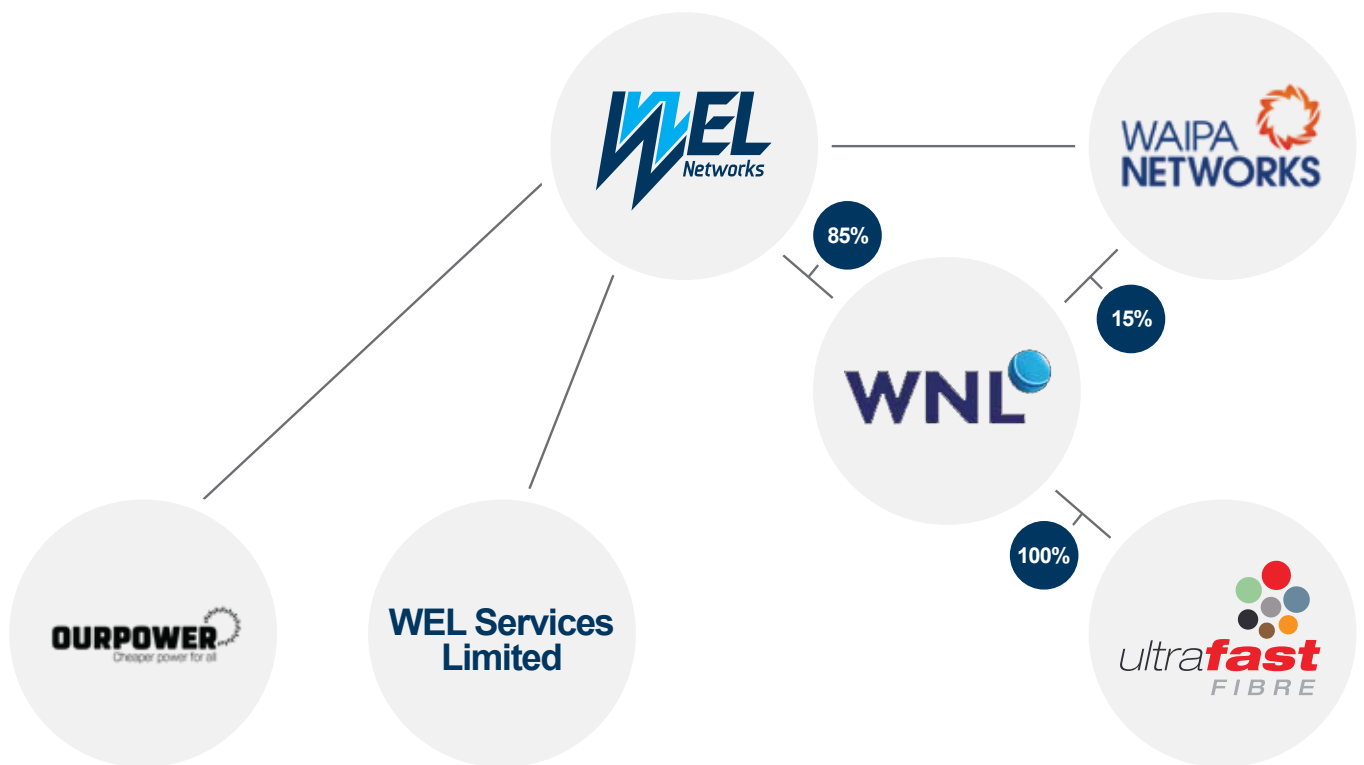 WEL
Networks
WAIPA
NETWORKS
85%
15%
WNL
100%
OURPOWER
Cheaper power for all
WEL Services
Limited
ultrafast
FIBRE